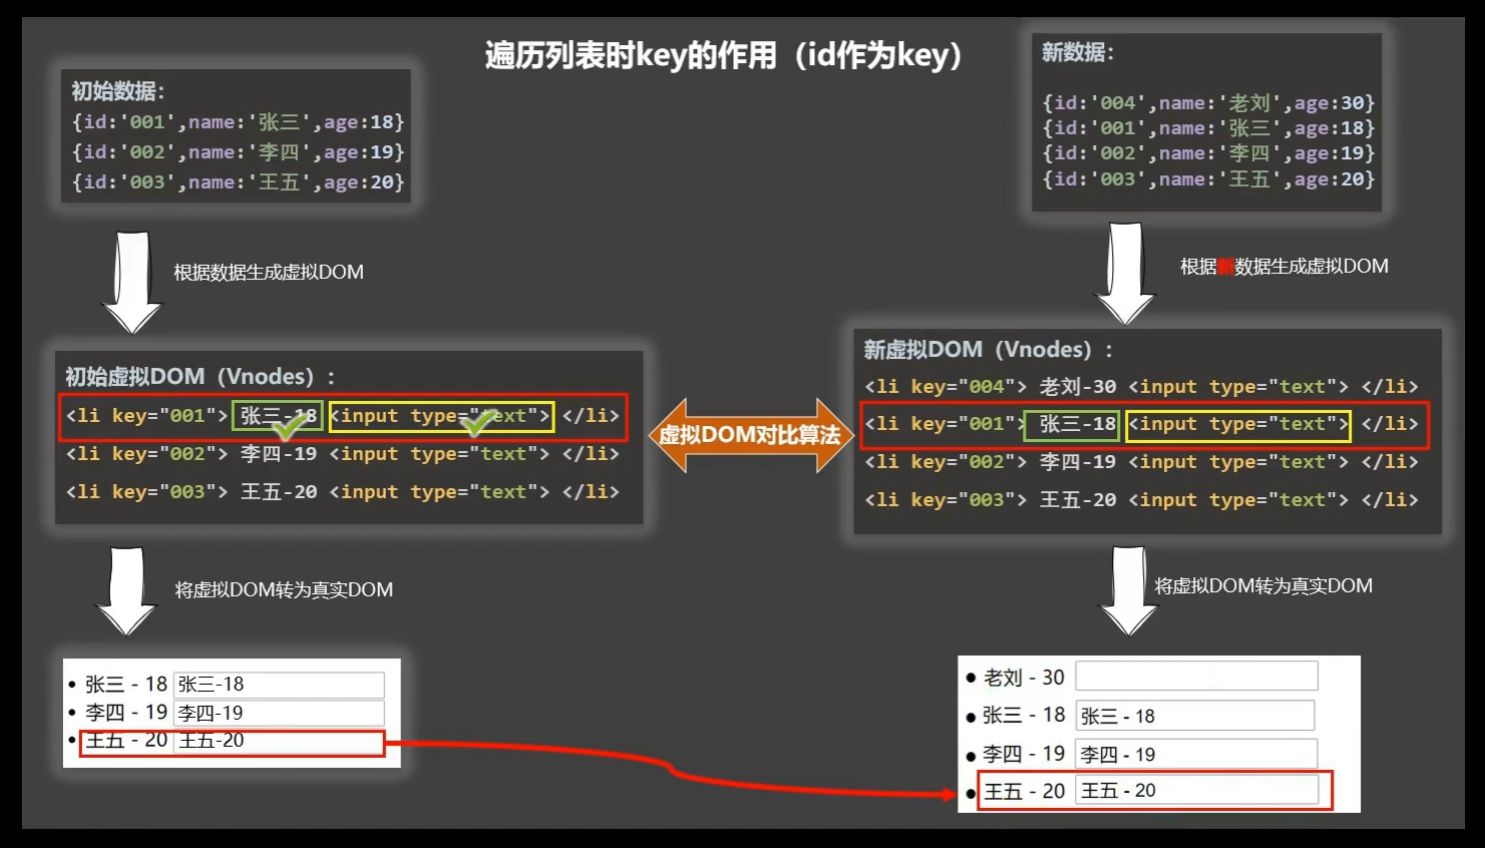 遍历列表时key的作用（id作为key）
初始数据：
{id:'001',name:'张三',age:18}
{id:'002',name:'李四',age:19}
{id:'003',name:'王五',age:20}
根据数据生成虚拟DOM
初始虚拟DOM（Vnodes）：
<li key="001"> 张三-18 <input type="text"> </li>
<li key="002"> 李四-19 <input type="text"> </li>
<li key="003"> 王五-20 <input type="text"> </li>
将虚拟DOM转为真实DOM
• 张三 - 18 张三-18
• 李四 - 19 李四-19
• 王五 - 20 王五-20
虚拟DOM对比算法
新数据：
{id:'004',name:'老刘',age:30}
{id:'001',name:'张三',age:18}
{id:'002',name:'李四',age:19}
{id:'003',name:'王五',age:20}
根据新数据生成虚拟DOM
新虚拟DOM（Vnodes）：
<li key="004"> 老刘-30 <input type="text"> </li>
<li key="001"> 张三-18 <input type="text"> </li>
<li key="002"> 李四-19 <input type="text"> </li>
<li key="003"> 王五-20 <input type="text"> </li>
将虚拟DOM转为真实DOM
• 老刘 - 30
• 张三 - 18 张三 - 18
• 李四 - 19 李四 - 19
• 王五 - 20 王五 - 20